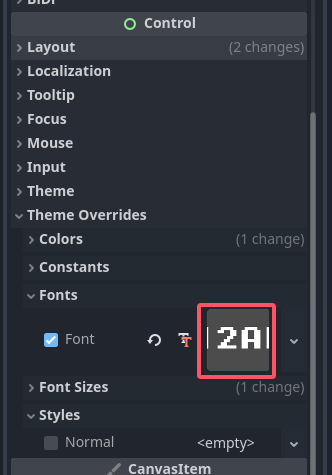 BiDi
Control
Layout (2 changes)
Localization
Tooltip
Focus
Mouse
Input
Theme
Theme Overrides
Colors (1 change)
Constants
Fonts
Font 2A
Font Sizes (1 change)
Styles
Normal <empty>
CanvasItem